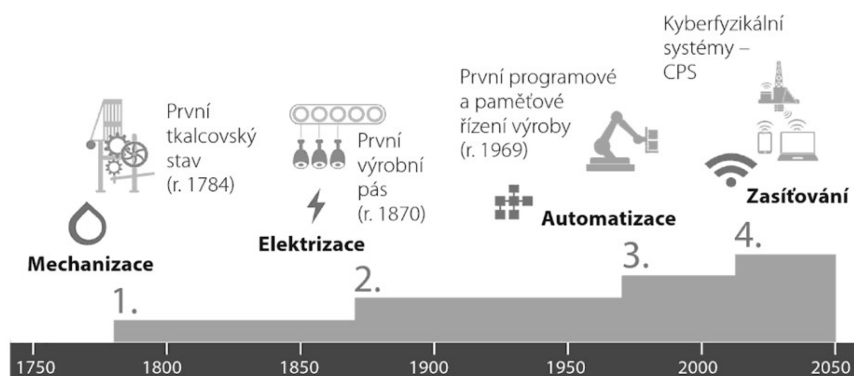 Kyberfyzikální
systémy –
CPS
První programové
a paměťové
řízení výroby
(r. 1969)
První
tkalcovský
stav
(r. 1784)
První
výrobní
pás
(r. 1870)
Mechanizace
Elektrizace
Automatizace
Zasíťování
1.
2.
3.
4.
1750 1800 1850 1900 1950 2000 2050